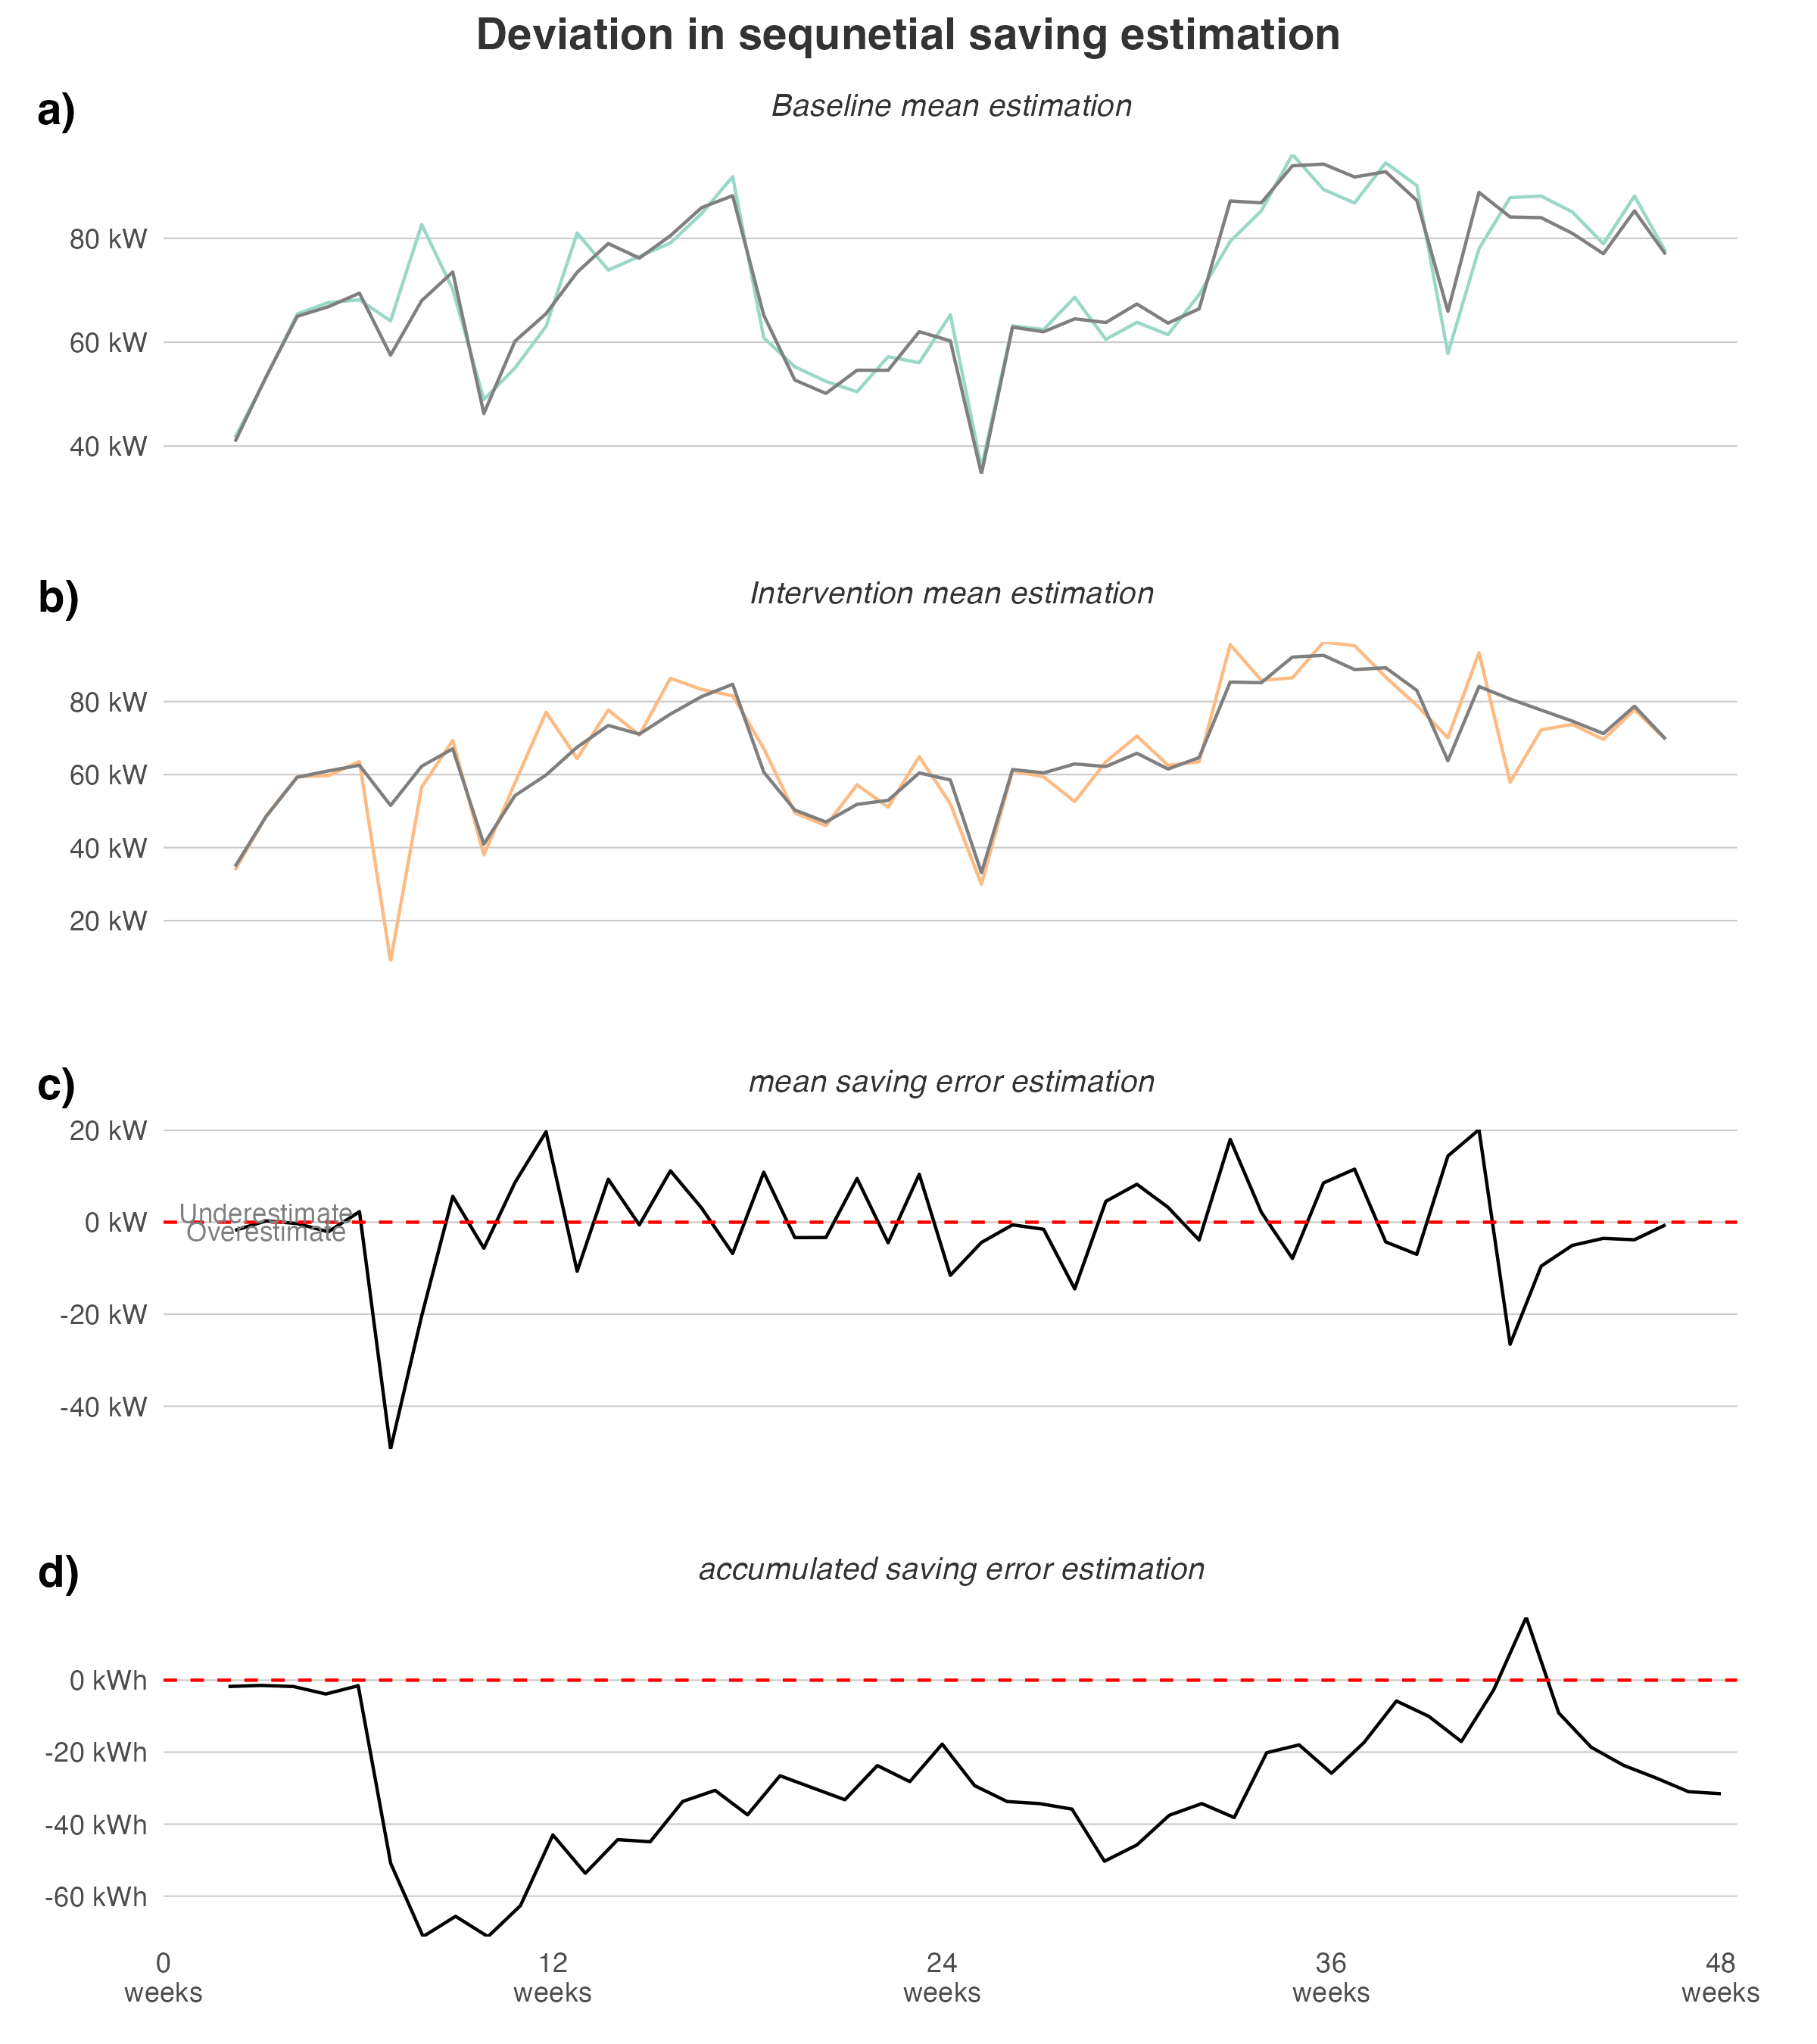 Deviation in sequnetial saving estimation
a)
Baseline mean estimation
80 kW
60 kW
40 kW
b)
Intervention mean estimation
80 kW
60 kW
40 kW
20 kW
c)
mean saving error estimation
20 kW
Underestimate
0 kW
Overestimate
-20 kW
-40 kW
d)
accumulated saving error estimation
0 kWh
-20 kWh
-40 kWh
-60 kWh
0 12 24 36 48
weeks weeks weeks weeks weeks